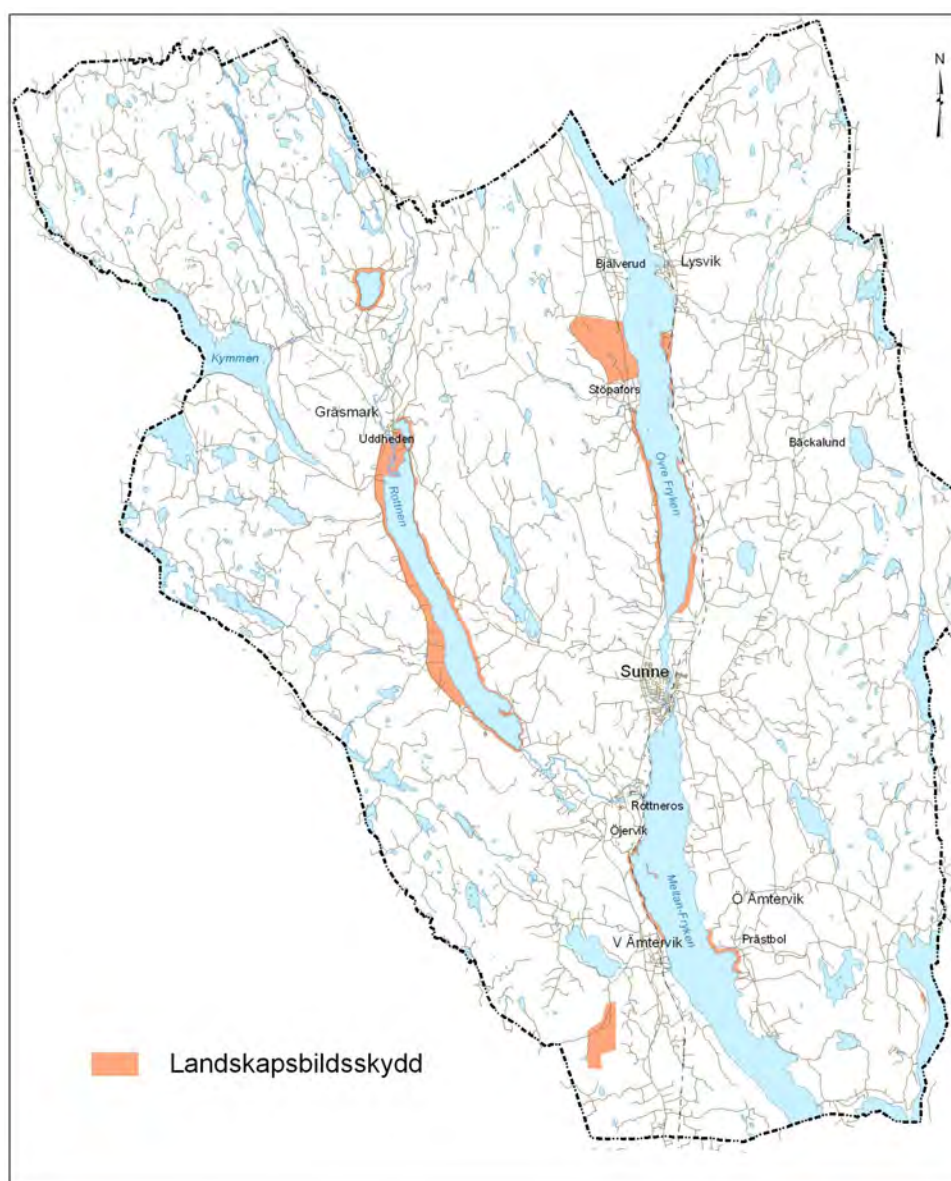 N
Bjälverud
Lysvik
Kymmen
Stöpafors
Gräsmark
Uddheden
Bäckalund
Övre Fryken
Rottnen
Sunne
Rottneros
Öjervik
Mellan-Fryken
Ö Ämtervik
V Ämtervik
Prästbol
Landskapsbildsskydd